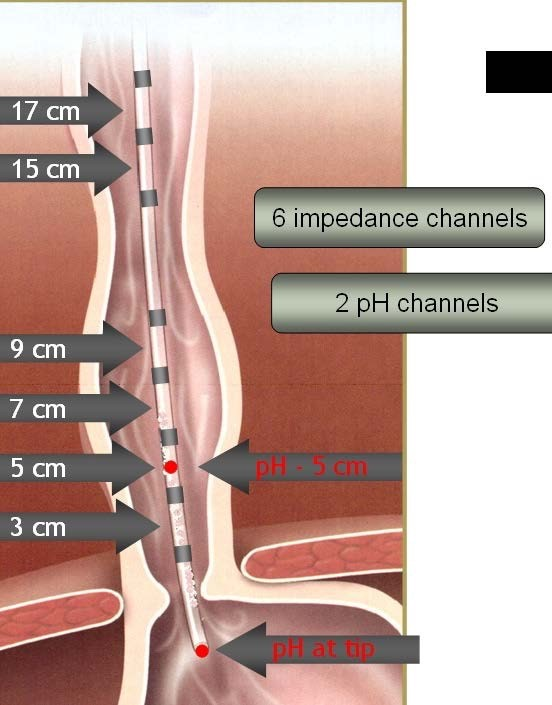 17 cm
15 cm
6 impedance channels
2 pH channels
9 cm
7 cm
5 cm
pH - 5 cm
3 cm
pH at tip